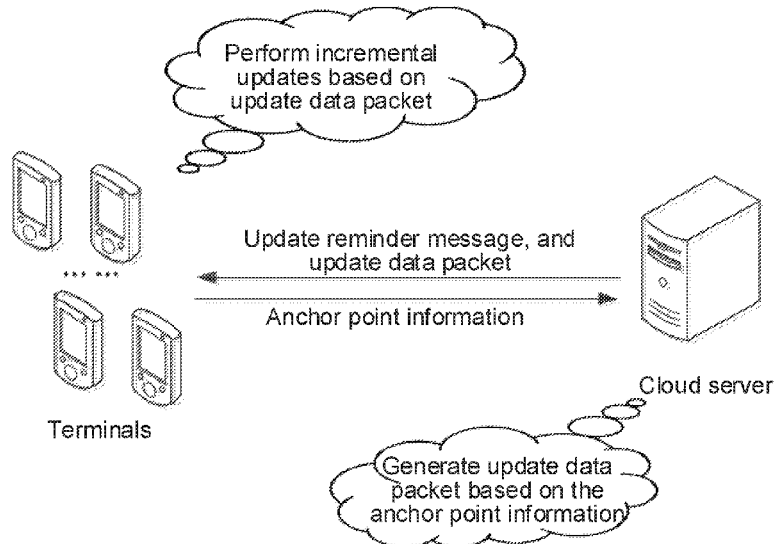 Perform incremental
updates based on
update data packet
Update reminder message, and
update data packet
Anchor point information
Cloud server
Terminals
Generate update data
packet based on the
anchor point information